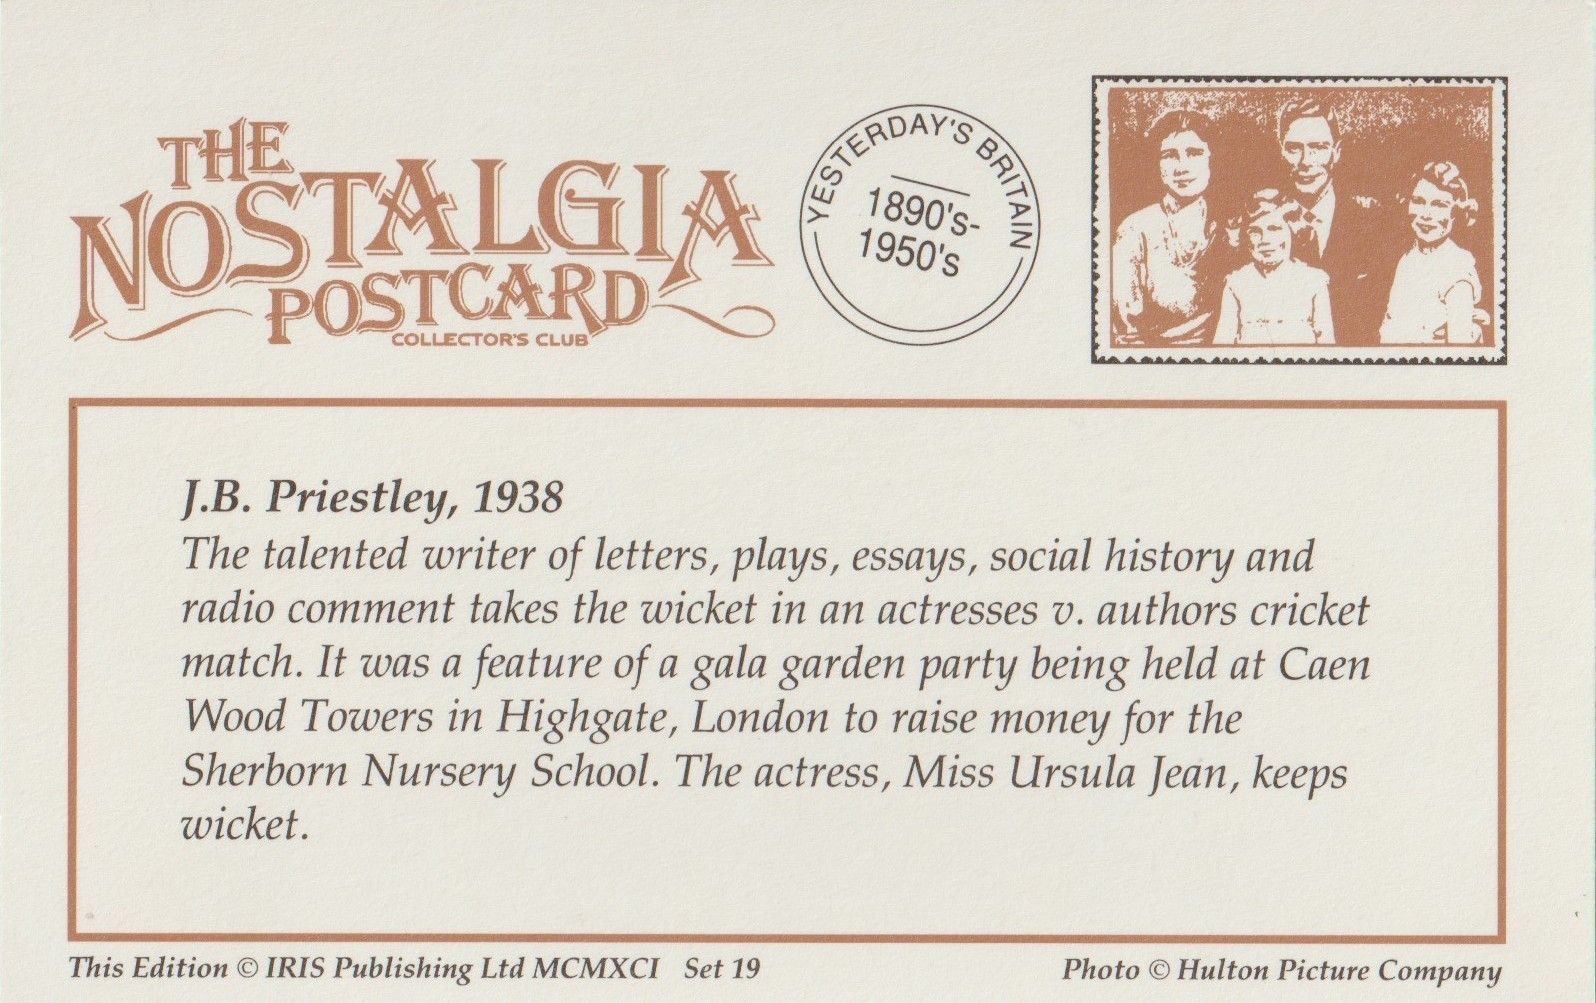 THE
NOSTALGIA
POSTCARD
COLLECTOR'S CLUB
YESTERDAY'S BRITAIN
1890's-
1950's
J.B. Priestley, 1938
The talented writer of letters, plays, essays, social history and
radio comment takes the wicket in an actresses v. authors cricket
match. It was a feature of a gala garden party being held at Caen
Wood Towers in Highgate, London to raise money for the
Sherborn Nursery School. The actress, Miss Ursula Jean, keeps
wicket.
This Edition © IRIS Publishing Ltd MCMXCI Set 19
Photo © Hulton Picture Company